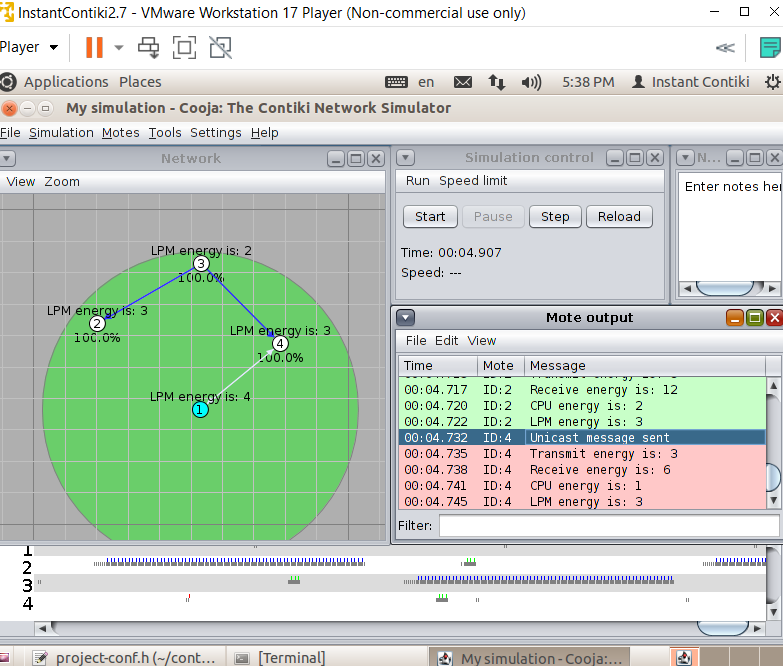 InstantContiki2.7 - VMware Workstation 17 Player (Non-commercial use only)
Player
Applications Places en 5:38 PM Instant Contiki
My simulation - Cooja: The Contiki Network Simulator
File Simulation Motes Tools Settings Help
Network
View Zoom
LPM energy is: 2
3
100.0%
LPM energy is: 3
2
100.0%
LPM energy is: 3
4
100.0%
LPM energy is: 4
1
Simulation control
Run Speed limit
Start Pause Step Reload
Time: 00:04.907
Speed: ---
N...
Enter notes her
Mote output
File Edit View
Time Mote Message
00:04.717 ID:2 Receive energy is: 12
00:04.720 ID:2 CPU energy is: 2
00:04.722 ID:2 LPM energy is: 3
00:04.732 ID:4 Unicast message sent
00:04.735 ID:4 Transmit energy is: 3
00:04.738 ID:4 Receive energy is: 6
00:04.741 ID:4 CPU energy is: 1
00:04.745 ID:4 LPM energy is: 3
Filter:
1
2
3
4
project-conf.h (~/cont... [Terminal] My simulation - Cooja:...